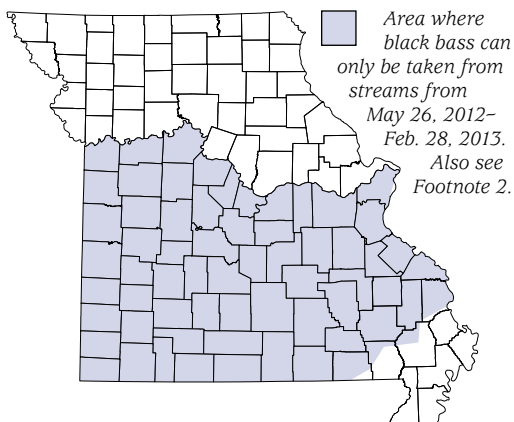 Area where
black bass can
only be taken from
streams from
May 26, 2012–
Feb. 28, 2013.
Also see
Footnote 2.